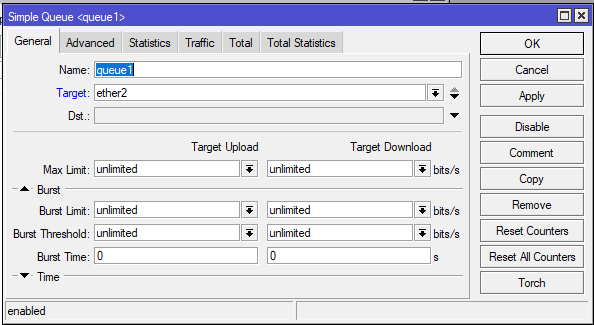 Simple Queue <queue1>
General Advanced Statistics Traffic Total Total Statistics
Name: queue1
Target: ether2
Dst.:
Target Upload Target Download
Max Limit: unlimited unlimited bits/s
Burst
Burst Limit: unlimited unlimited
Burst Threshold: unlimited unlimited bits/s
Burst Time: 0 0 s
Time
enabled
OK
Cancel
Apply
Disable
Comment
Copy
Remove
Reset Counters
Reset All Counters
Torch